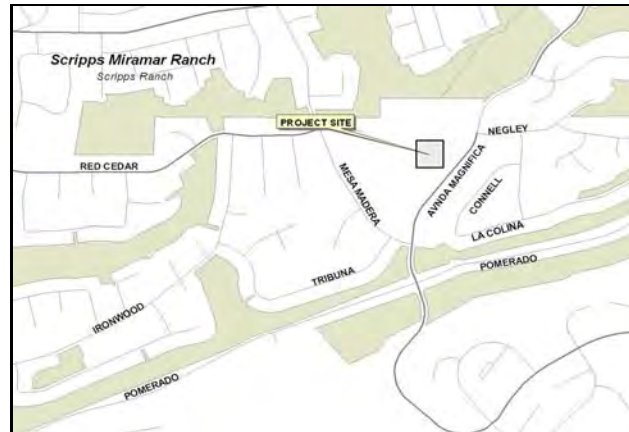 Scripps Miramar Ranch
Scripps Ranch
PROJECT SITE
NEGLEY
RED CEDAR
MESA MADERA
AVNDA MAGNIFICA
CONNELL
LA COLINA
POMERADO
TRIBUNA
IRONWOOD
POMERADO